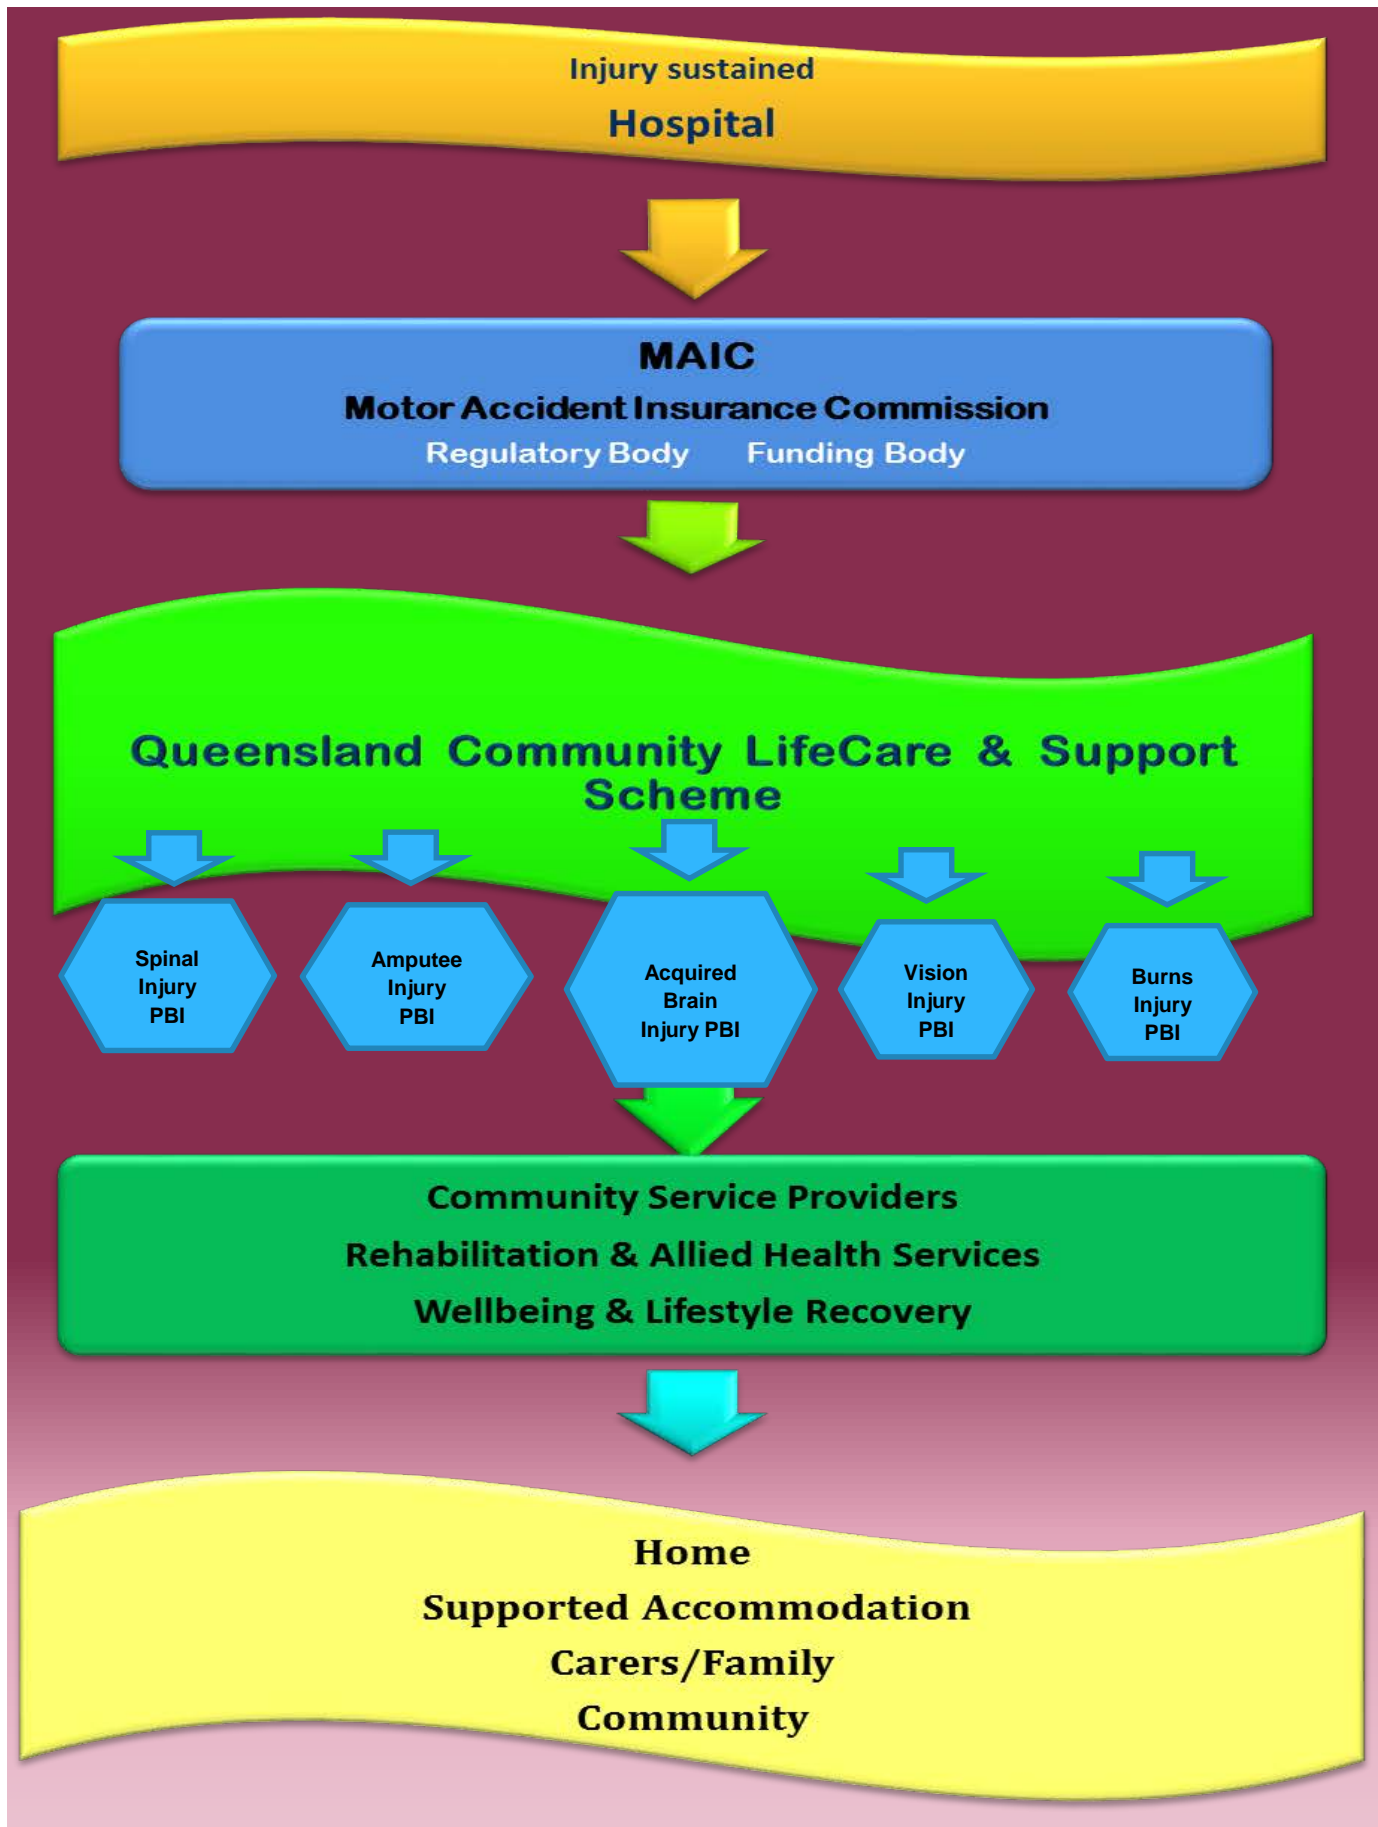 Injury sustained
Hospital
MAIC
Motor Accident Insurance Commission
Regulatory Body Funding Body
Queensland Community LifeCare & Support
Scheme
Spinal
Injury
PBI
Amputee
Injury
PBI
Acquired
Brain
Injury PBI
Vision
Injury
PBI
Burns
Injury
PBI
Community Service Providers
Rehabilitation & Allied Health Services
Wellbeing & Lifestyle Recovery
Home
Supported Accommodation
Carers/Family
Community